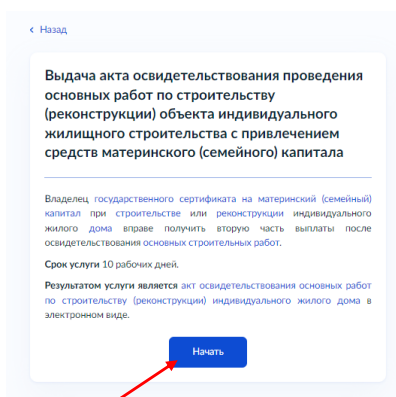 Назад
Выдача акта освидетельствования проведения
основных работ по строительству
(реконструкции) объекта индивидуального
жилищного строительства с привлечением
средств материнского (семейного) капитала
Владелец государственного сертификата на материнский (семейный)
капитал при строительстве или реконструкции индивидуального
жилого дома вправе получить вторую часть выплаты после
освидетельствования основных строительных работ.
Срок услуги 10 рабочих дней.
Результатом услуги является акт освидетельствования основных работ
по строительству (реконструкции) индивидуального жилого дома в
электронном виде.
Начать